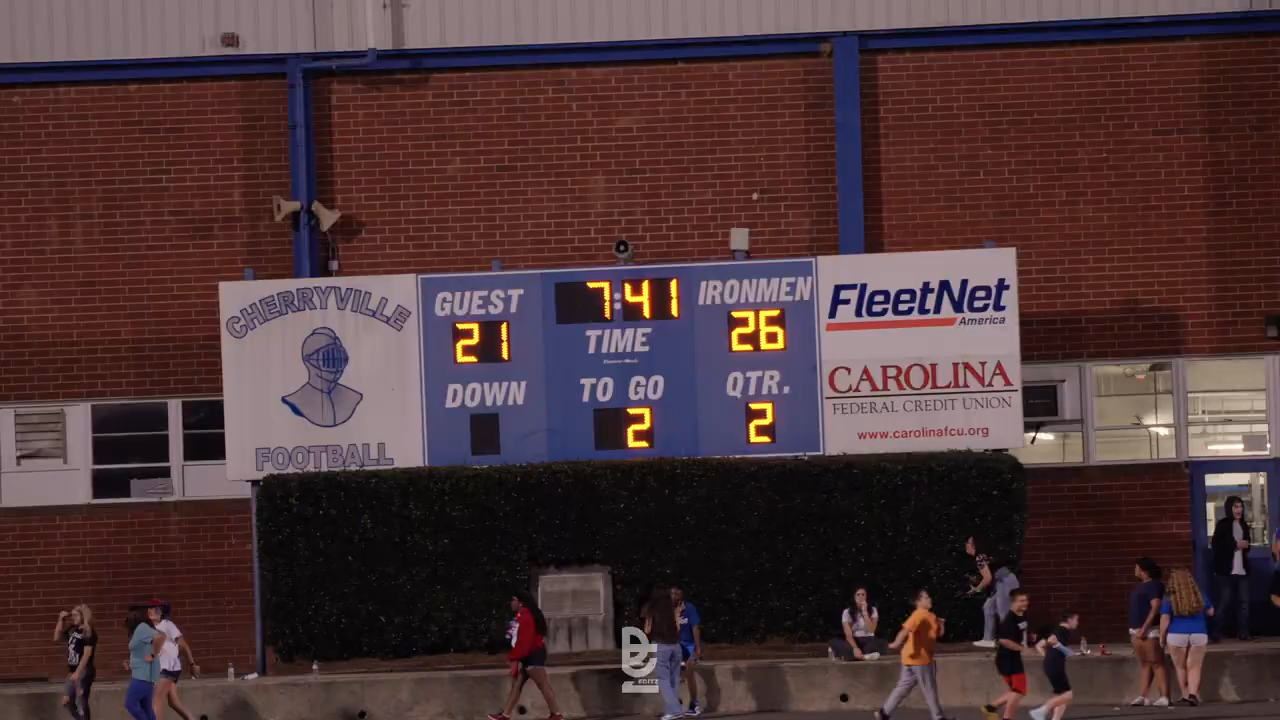 CHERRYVILLE
FOOTBALL
GUEST
21
7:41
TIME
IRONMEN
26
DOWN
TO GO
2
QTR.
2
FleetNet
America
CAROLINA
FEDERAL CREDIT UNION
www.carolinafcu.org
EDITZ